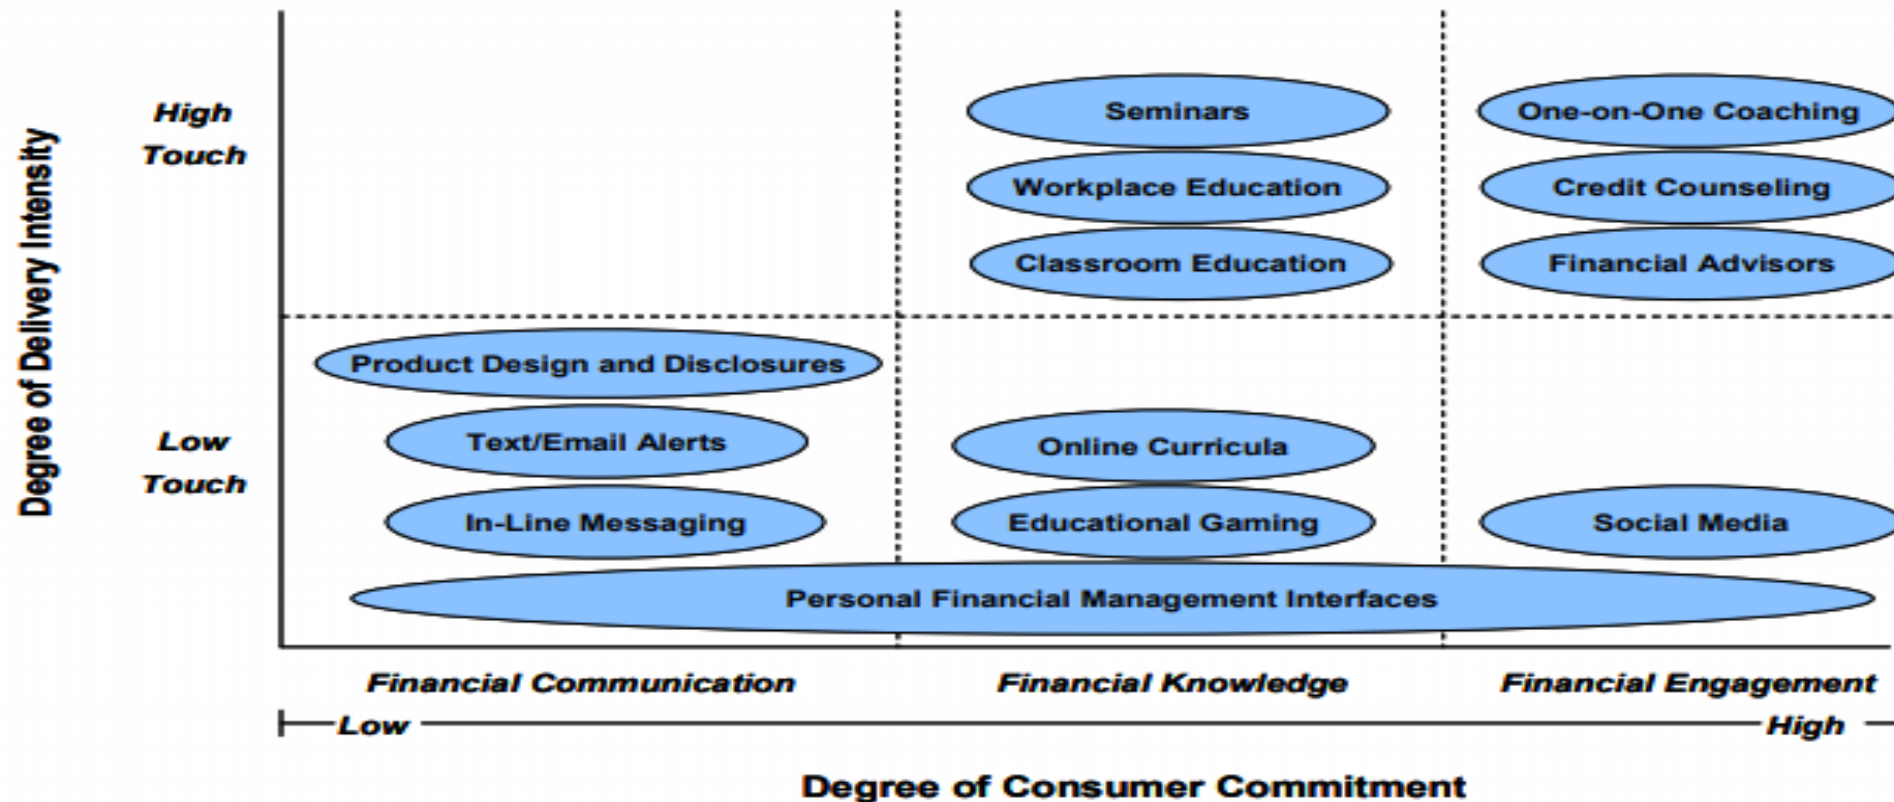 Degree of Delivery Intensity
High
Touch
Seminars
One-on-One Coaching
Workplace Education
Credit Counseling
Classroom Education
Financial Advisors
Product Design and Disclosures
Low
Touch
Text/Email Alerts
Online Curricula
In-Line Messaging
Educational Gaming
Social Media
Personal Financial Management Interfaces
Financial Communication
Financial Knowledge
Financial Engagement
Low
High
Degree of Consumer Commitment